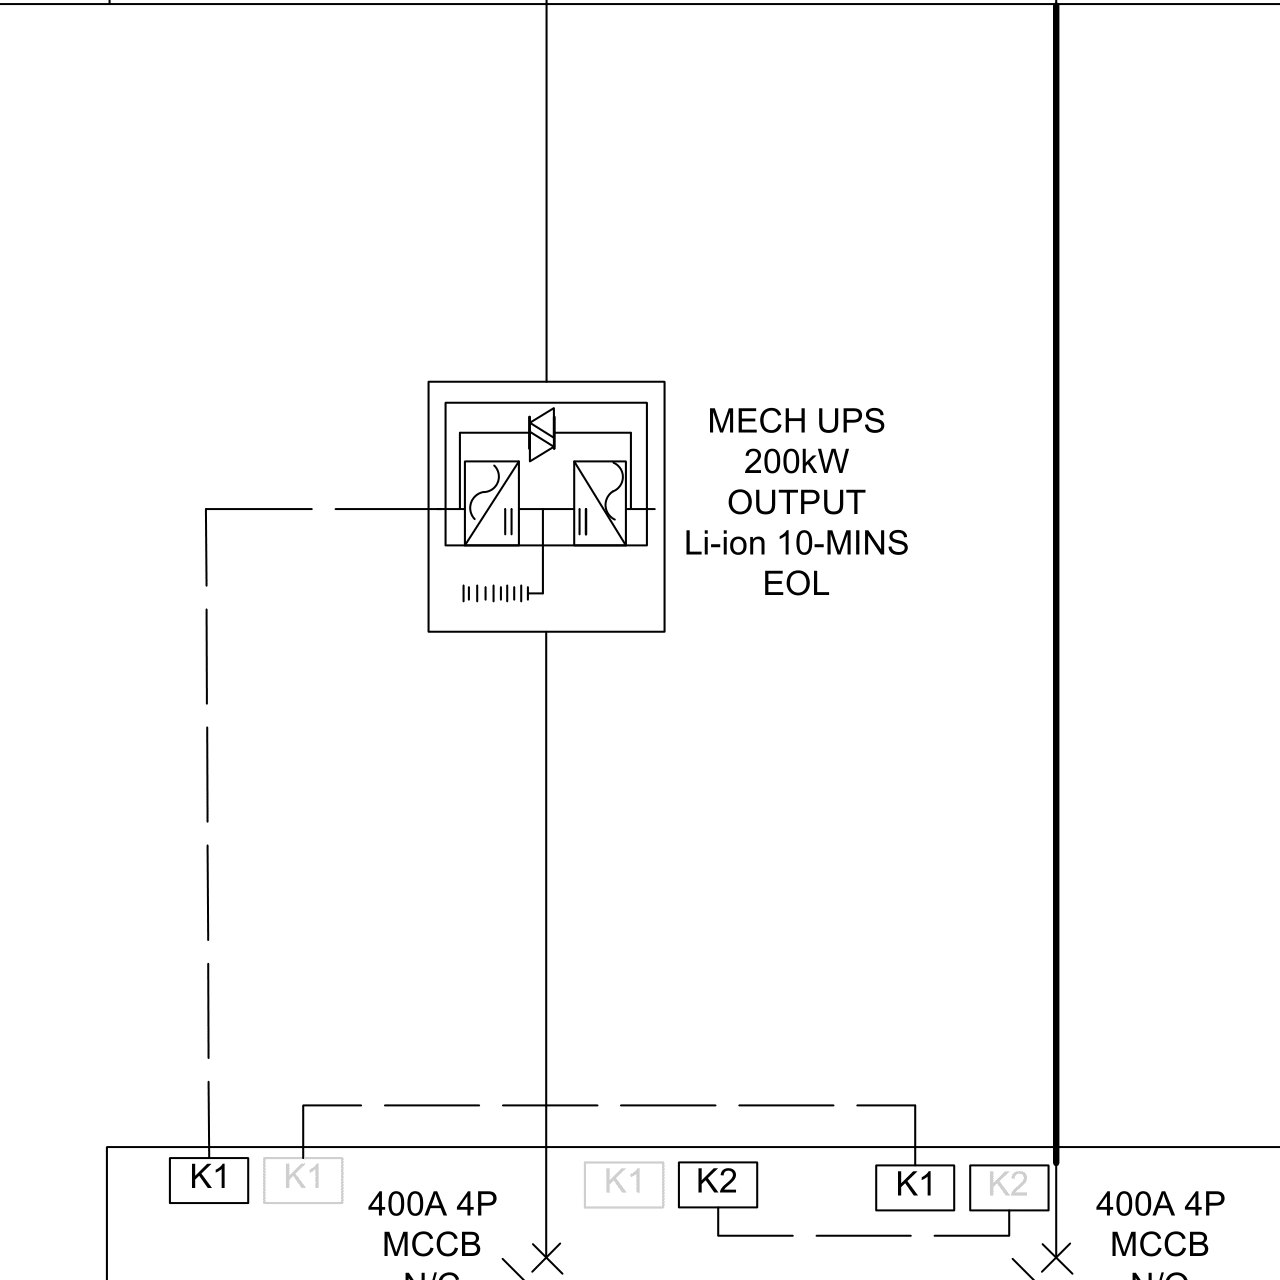 MECH UPS
200kW
OUTPUT
Li-ion 10-MINS
EOL
K1
K1
K1
K2
K1
K2
400A 4P
MCCB
400A 4P
MCCB